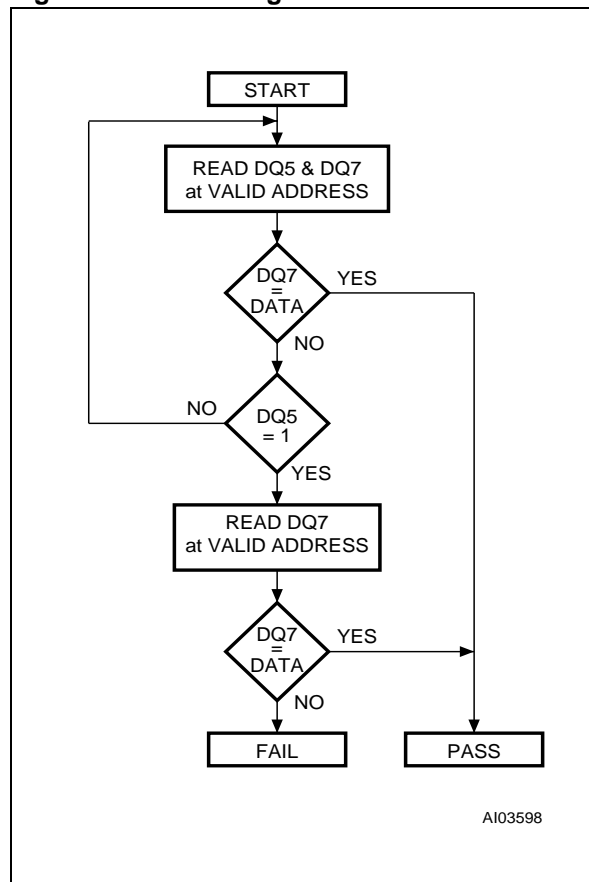 START
READ DQ5 & DQ7
at VALID ADDRESS
DQ7
=
DATA
YES
NO
DQ5
= 1
NO
YES
READ DQ7
at VALID ADDRESS
DQ7
=
DATA
YES
NO
FAIL
PASS
AI03598